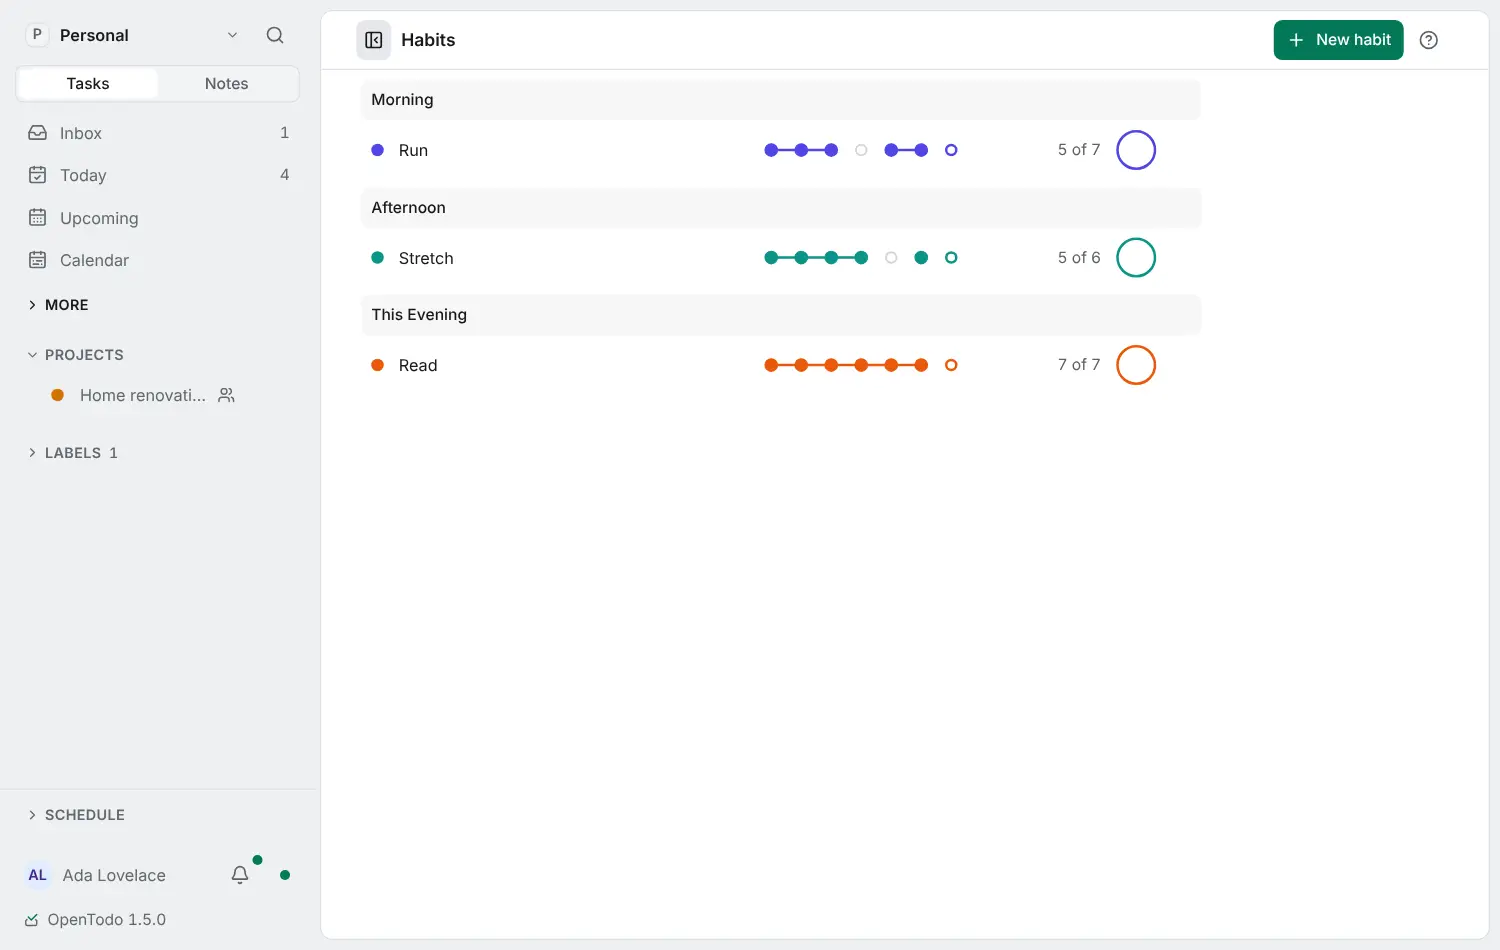 P Personal
Tasks Notes
Inbox 1
Today 4
Upcoming
Calendar
MORE
PROJECTS
Home renovati...
LABELS 1
SCHEDULE
AL Ada Lovelace
OpenTodo 1.5.0
Habits
New habit
Morning
Run 5 of 7
Afternoon
Stretch 5 of 6
This Evening
Read 7 of 7